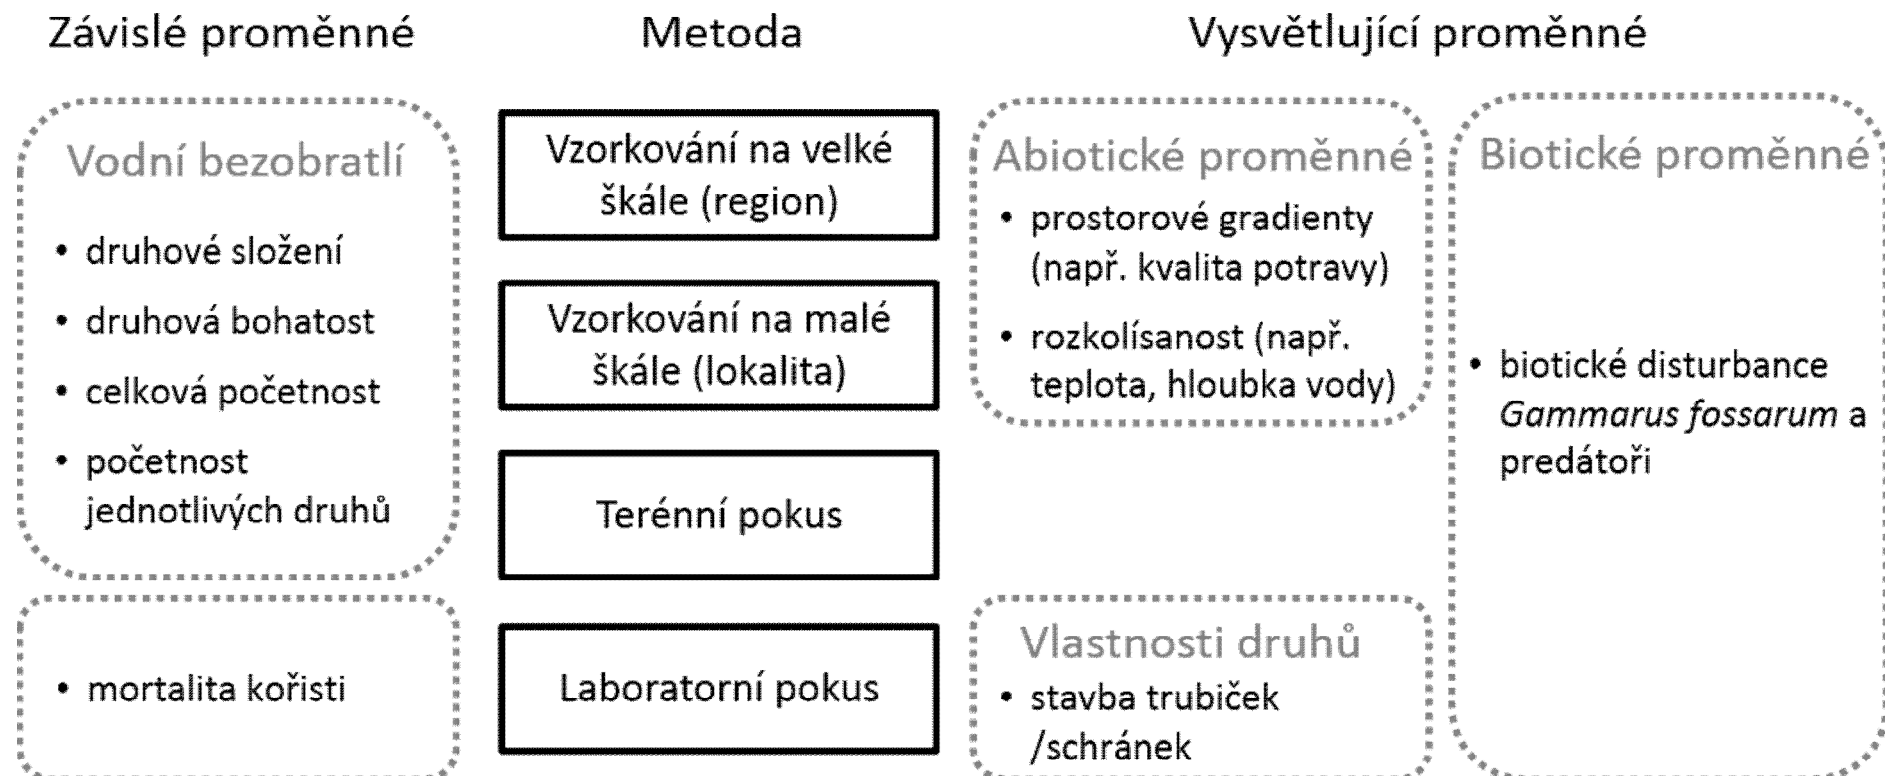 Závislé proměnné
Metoda
Vysvětlující proměnné
Vodní bezobratlí
• druhové složení
• druhová bohatost
• celková početnost
• početnost
jednotlivých druhů
• mortalita kořisti
Vzorkování na velké
škále (region)
Vzorkování na malé
škále (lokalita)
Terénní pokus
Laboratorní pokus
Abiotické proměnné
• prostorové gradienty
(např. kvalita potravy)
• rozkolísanost (např.
teplota, hloubka vody)
Vlastnosti druhů
• stavba trubiček
/schránek
Biotické proměnné
• biotické disturbance
Gammarus fossarum a
predátoři